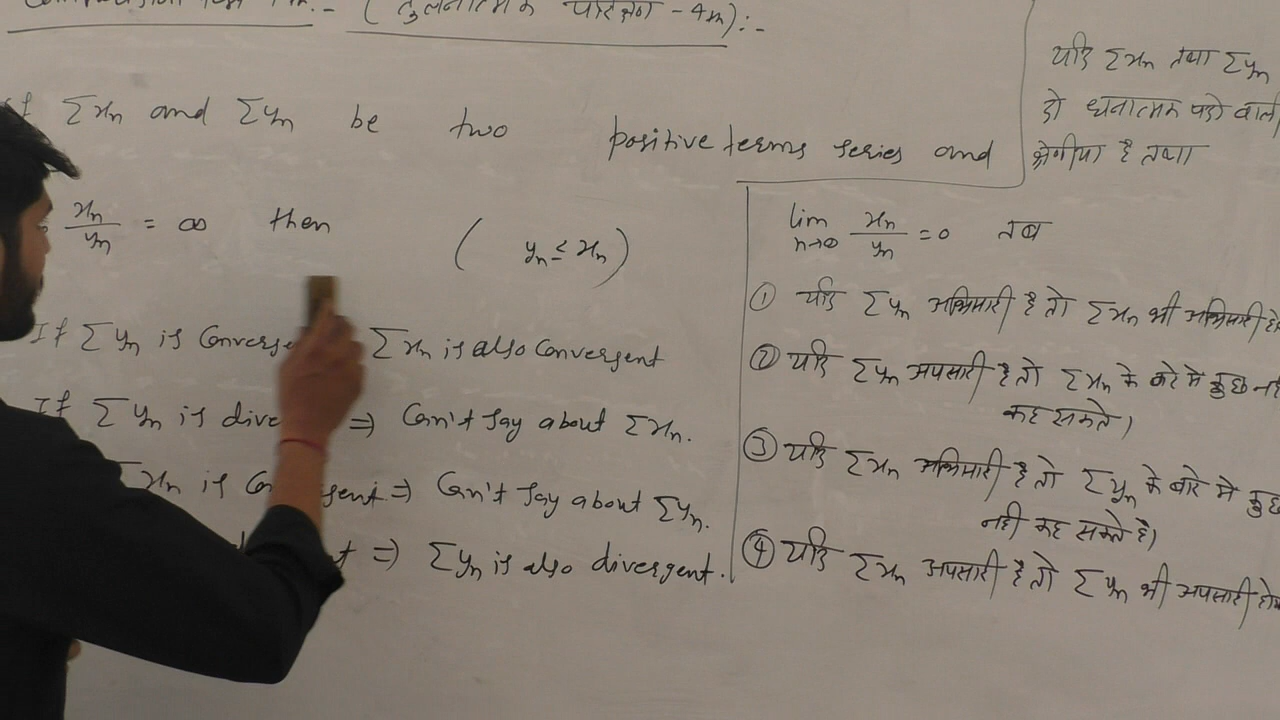 (तुलनात्मक परिक्षण - 4th):-
If Σxn and Σyn be two positive terms series and
xn/yn = ∞ then ( yn ≤ xn )
If Σyn is Converge Σxn is also Convergent
If Σyn is dive => Can't say about Σxn.
Σxn is Co gent => Can't say about Σyn.
t => Σyn is also divergent.
यदि Σxn तथा Σyn
दो धनात्मक पदो वाली
श्रेणीया है तथा
lim n→∞ xn/yn = 0 तब
① यदि Σyn अभिसारी है तो Σxn भी अभिसारी हो
② यदि Σyn अपसारी है तो Σxn के बारे मे कुछ नह
कह सकते।
③ यदि Σxn अभिसारी है तो Σyn के बारे मे कुछ
नही कह सकते है।
④ यदि Σxn अपसारी है तो Σyn भी अपसारी होग